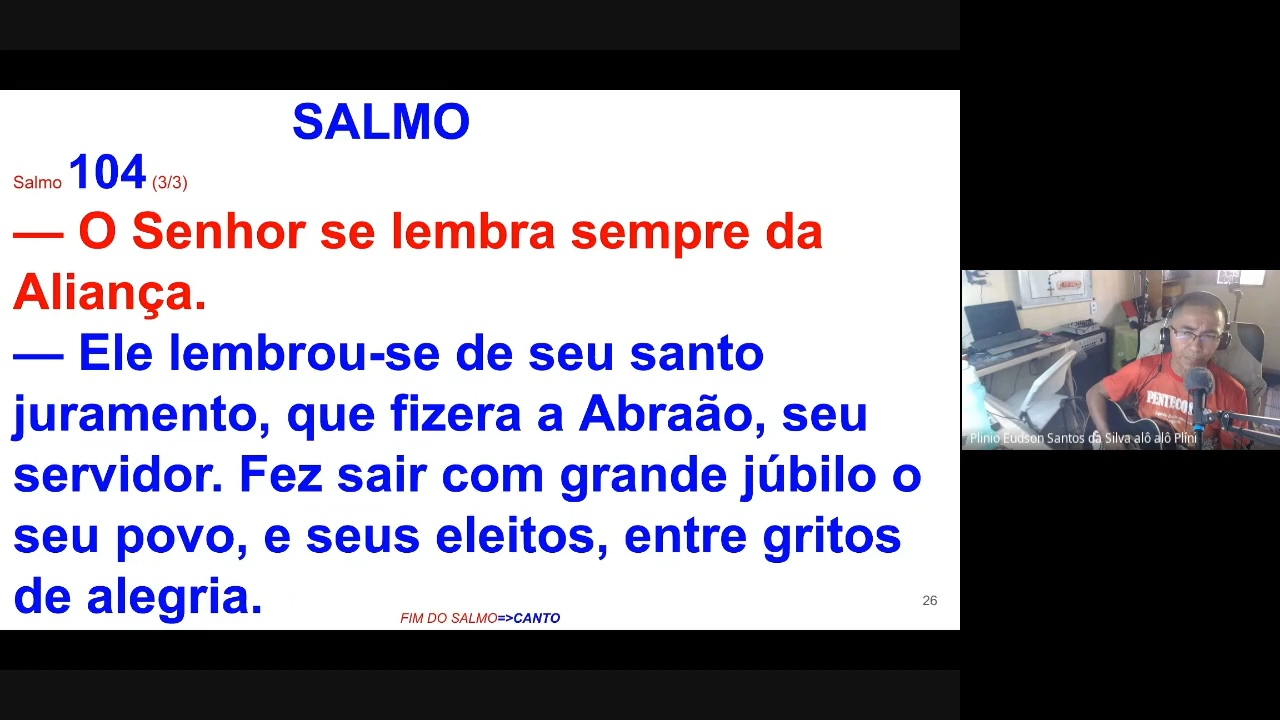 SALMO
Salmo 104 (3/3)
— O Senhor se lembra sempre da
Aliança.
— Ele lembrou-se de seu santo
juramento, que fizera a Abraão, seu
servidor. Fez sair com grande júbilo o
seu povo, e seus eleitos, entre gritos
de alegria.
FIM DO SALMO=>CANTO
26
PENTECO
Plinio Eudson Santos da Silva alô alô Plíni